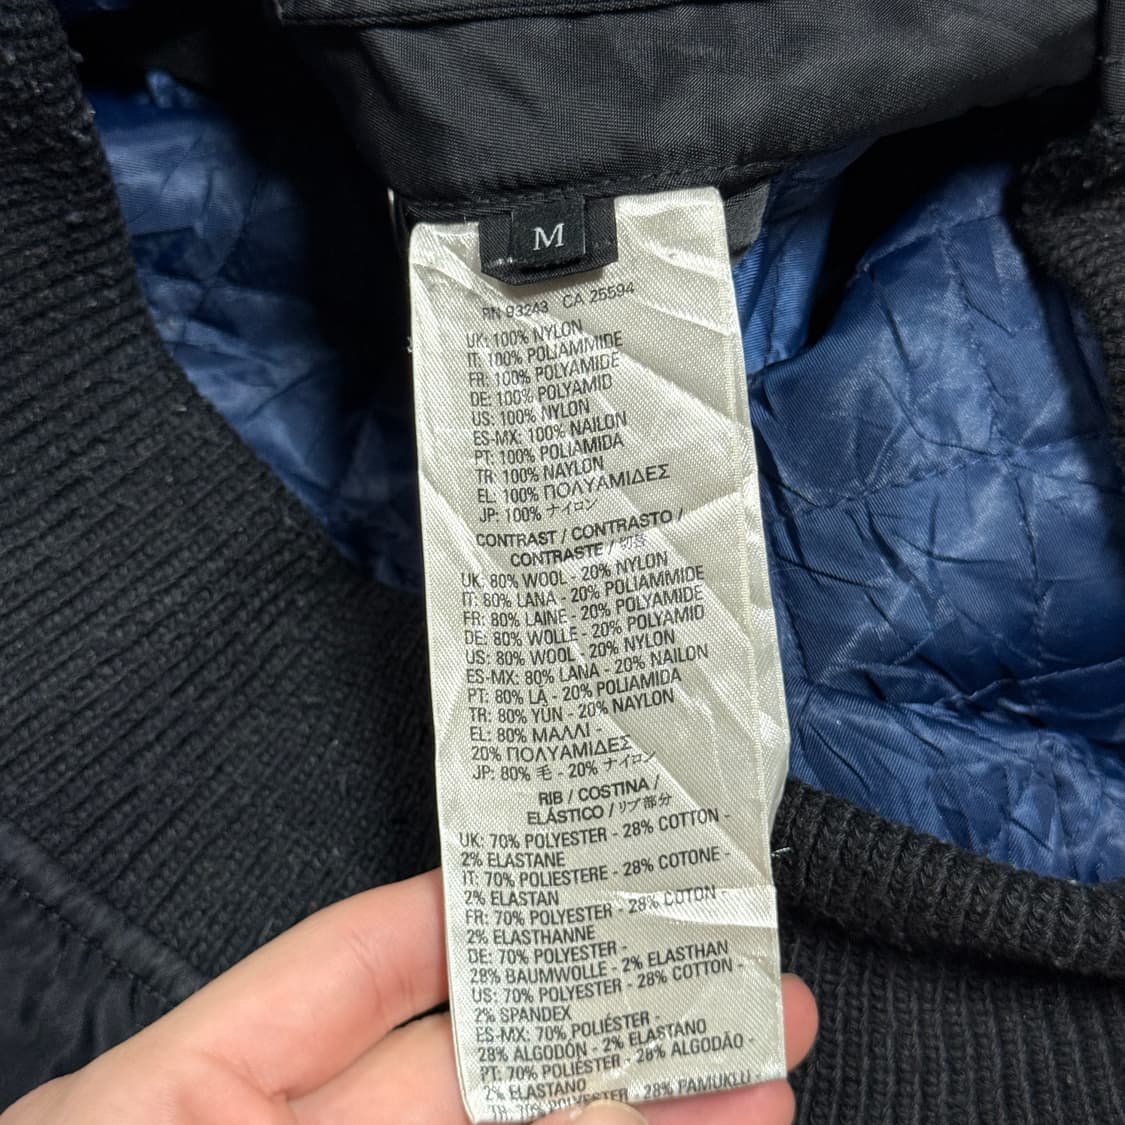 M
RN 93243 CA 25594
UK: 100% NYLON
IT: 100% POLIAMMIDE
FR: 100% POLYAMIDE
DE: 100% POLYAMID
US: 100% NYLON
ES-MX: 100% NAILON
PT: 100% POLIAMIDA
TR: 100% NAYLON
EL: 100% ΠΟΛΥΑΜΙΔΕΣ
JP: 100% ナイロン
CONTRAST / CONTRASTO /
CONTRASTE /
UK: 80% WOOL - 20% NYLON
IT: 80% LANA - 20% POLIAMMIDE
FR: 80% LAINE - 20% POLYAMIDE
DE: 80% WOLLE - 20% POLYAMID
US: 80% WOOL - 20% NYLON
ES-MX: 80% LANA - 20% NAILON
PT: 80% LÃ - 20% POLIAMIDA
TR: 80% YÜN - 20% NAYLON
EL: 80% ΜΑΛΛΙ -
20% ΠΟΛΥΑΜΙΔΕΣ
JP: 80% 毛 - 20% ナイロン
RIB / COSTINA /
ELÁSTICO / リブ部分
UK: 70% POLYESTER - 28% COTTON -
2% ELASTANE
IT: 70% POLIESTERE - 28% COTONE -
2% ELASTAN
FR: 70% POLYESTER - 28% COTON -
2% ELASTHANNE
DE: 70% POLYESTER -
28% BAUMWOLLE - 2% ELASTHAN
US: 70% POLYESTER - 28% COTTON -
2% SPANDEX
ES-MX: 70% POLIÉSTER -
28% ALGODÓN - 2% ELASTANO
PT: 70% POLIÉSTER - 28% ALGODÃO -
2% ELASTANO
TR: 70% POLYESTER - 28% PAMUKLU -